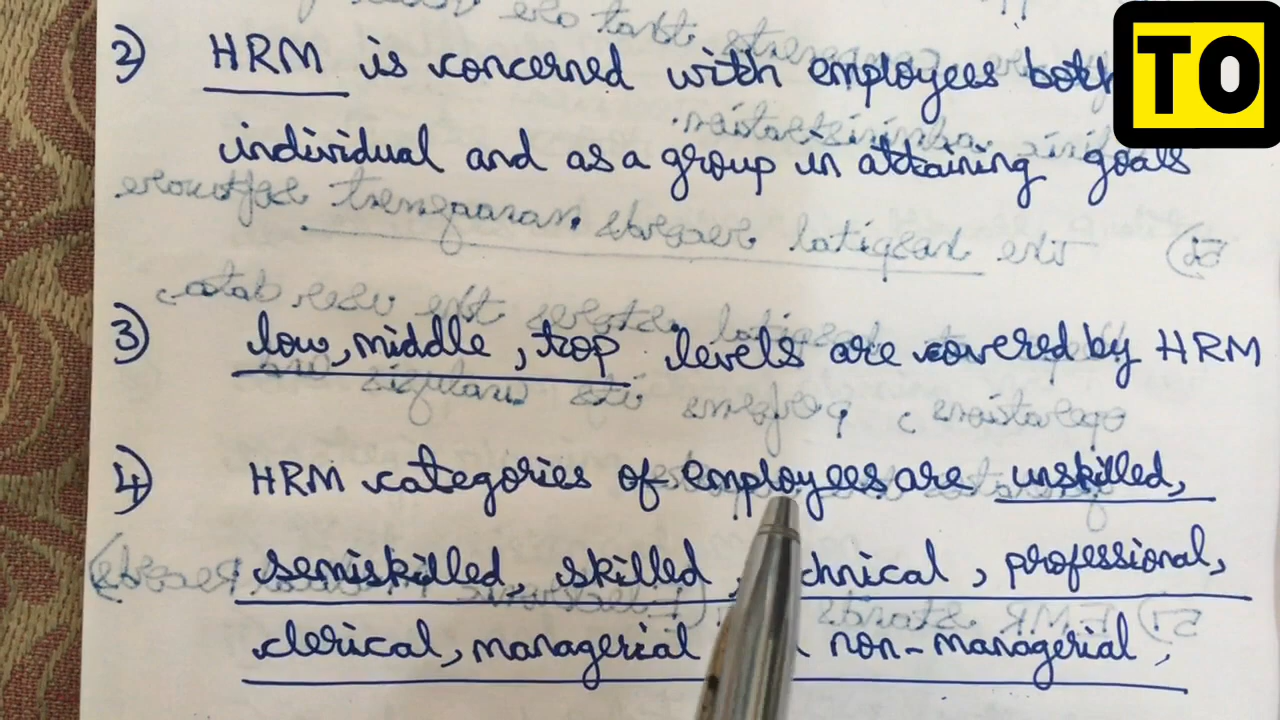 TO
2) HRM is concerned with employees both
individual and as a group in attaining goals
3) low, middle, top levels are covered by HRM
4) HRM categories of employees are unskilled,
semiskilled, skilled,
professional,
clerical, managerial non-managerial,